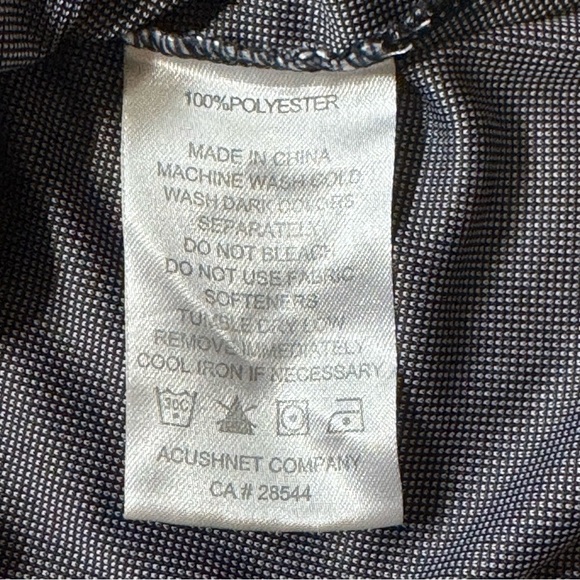 100%POLYESTER
MADE IN CHINA
MACHINE WASH COLD
WASH DARK COLORS
SEPARATELY
DO NOT BLEACH
DO NOT USE FABRIC
SOFTENERS
TUMBLE DRY LOW
REMOVE IMMEDIATELY
COOL IRON IF NECESSARY
30C
ACUSHNET COMPANY
CA # 28544